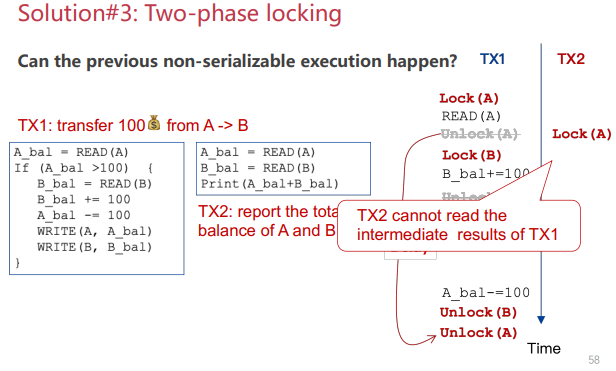 Solution#3: Two-phase locking
Can the previous non-serializable execution happen?
TX1
TX2
TX1: transfer 100 from A -> B
A_bal = READ(A)
If (A_bal >100) {
B_bal = READ(B)
B_bal += 100
A_bal -= 100
WRITE(A, A_bal)
WRITE(B, B_bal)
}
A_bal = READ(A)
B_bal = READ(B)
Print(A_bal+B_bal)
TX2: report the tota
balance of A and B
Lock(A)
READ(A)
Unlock(A)
Lock(A)
Lock(B)
B_bal+=100
TX2 cannot read the
intermediate results of TX1
A_bal-=100
Unlock(B)
Unlock(A)
Time
58